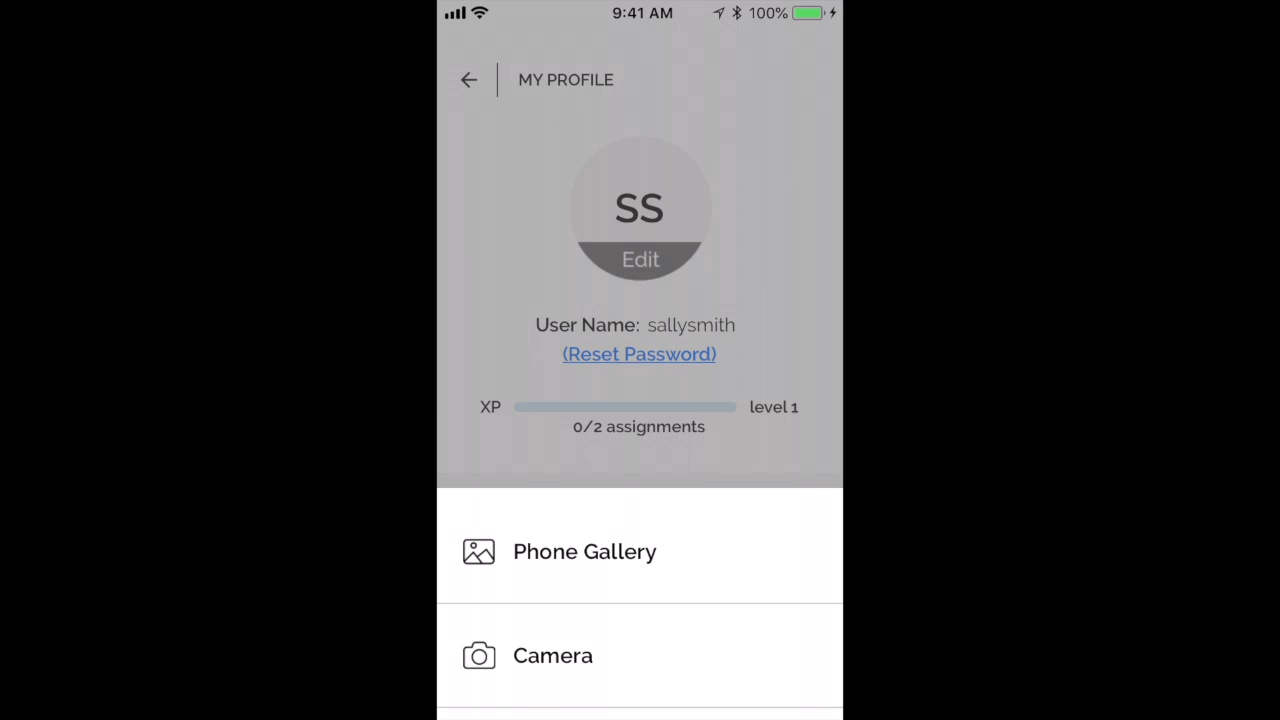 9:41 AM 100%
MY PROFILE
SS
Edit
User Name: sallysmith
(Reset Password)
XP level 1
0/2 assignments
Phone Gallery
Camera